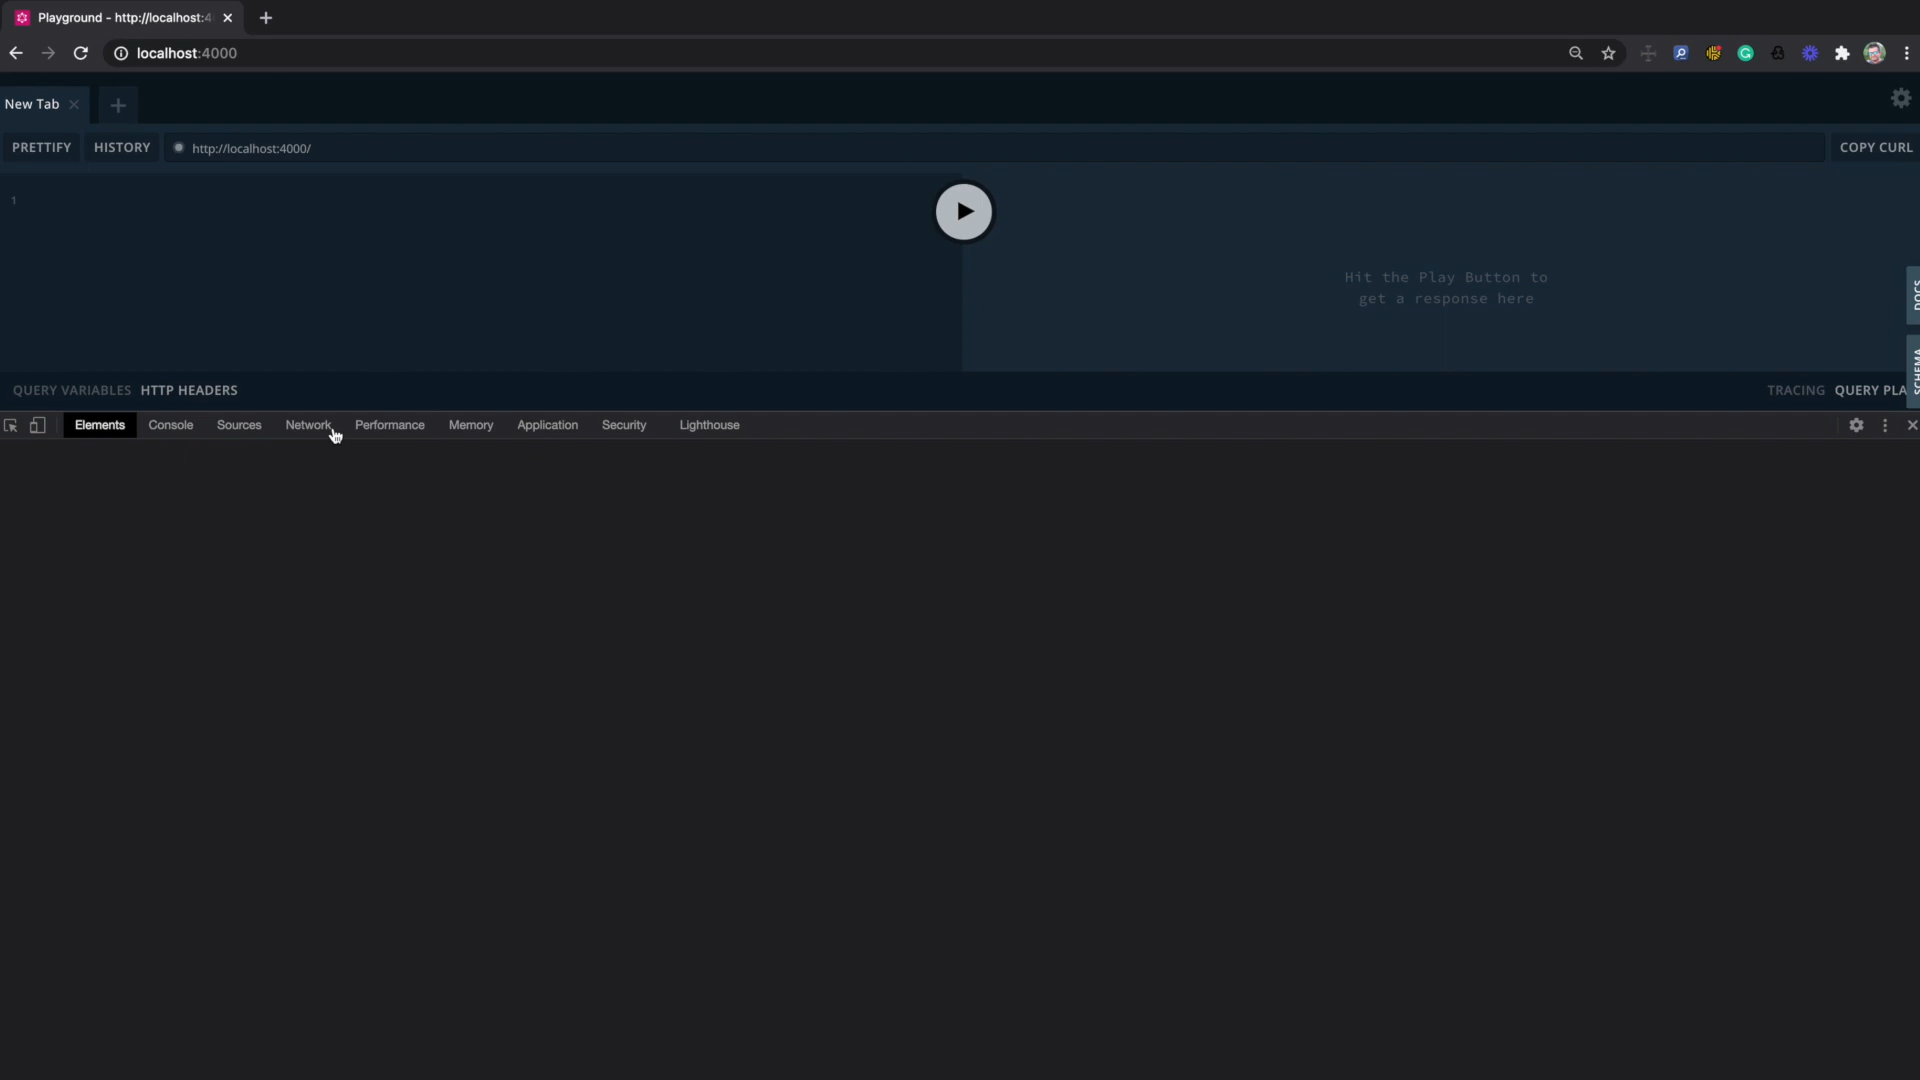 Playground - http://localhost:4
localhost:4000
New Tab
PRETTIFY
HISTORY
http://localhost:4000/
COPY CURL
1
Hit the Play Button to
get a response here
DOCS
SCHEMA
QUERY VARIABLES
HTTP HEADERS
TRACING
QUERY PLA
Elements
Console
Sources
Network
Performance
Memory
Application
Security
Lighthouse